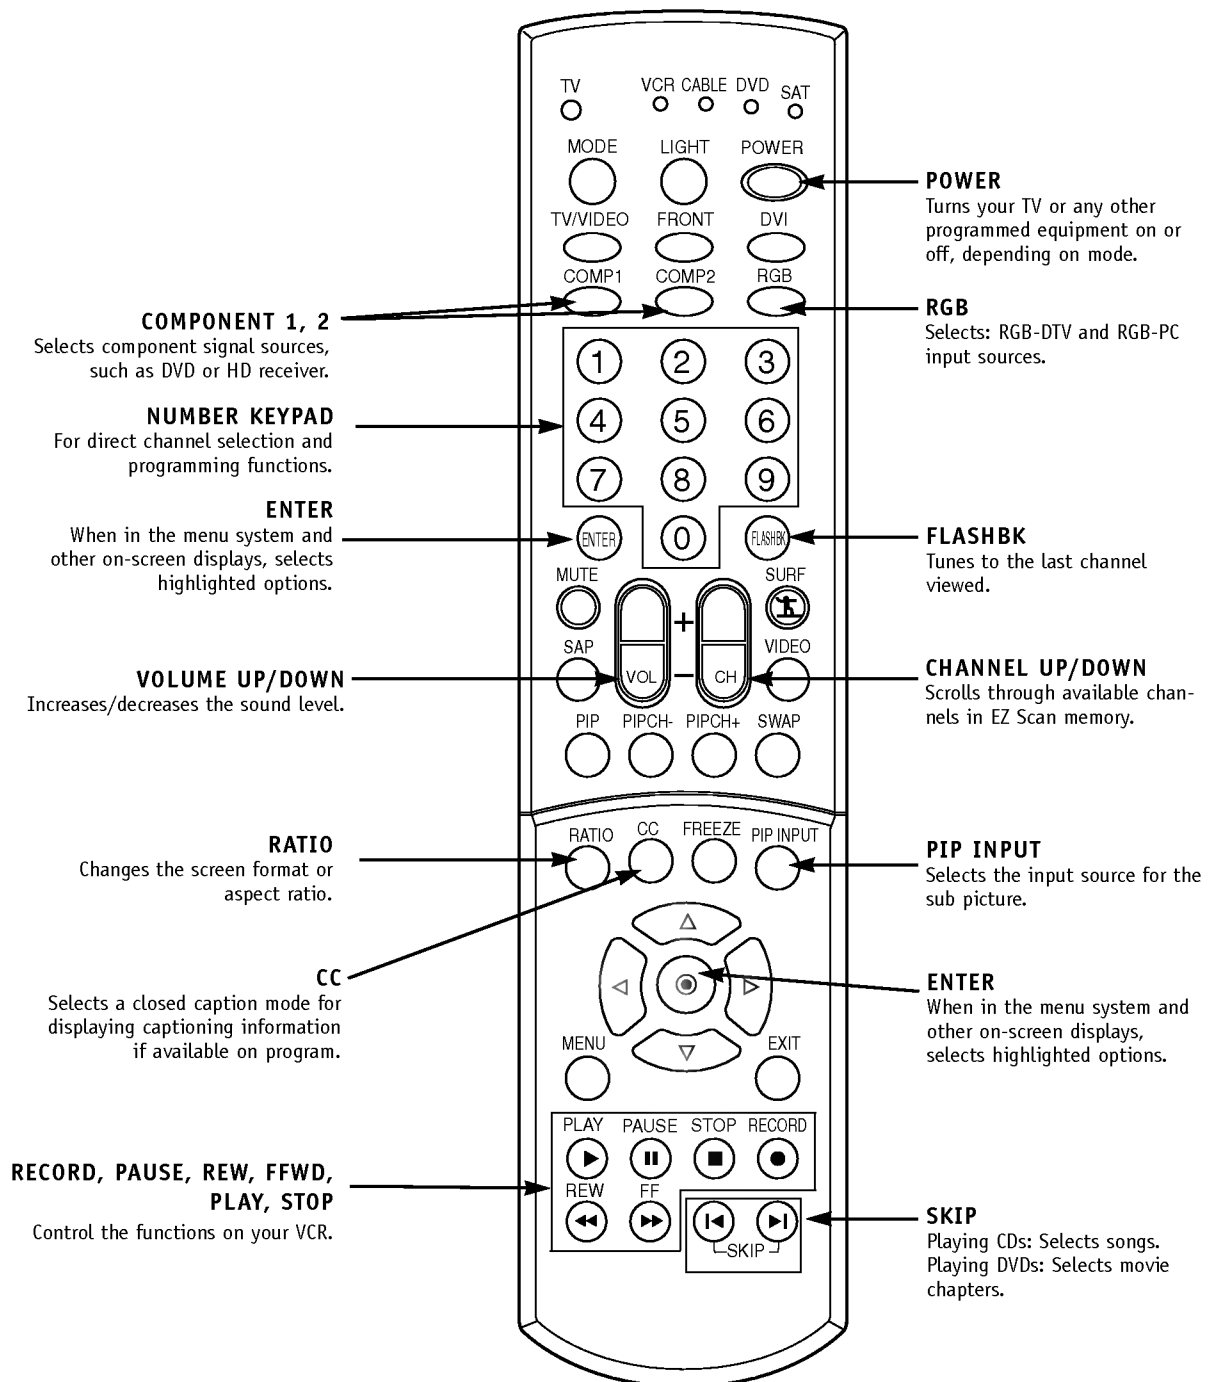 TV
VCR CABLE DVD SAT
MODE LIGHT POWER
TV/VIDEO FRONT DVI
COMP1 COMP2 RGB
1 2 3
4 5 6
7 8 9
ENTER 0 FLASHBK
MUTE SURF
+
SAP VIDEO
VOL − CH
PIP PIPCH- PIPCH+ SWAP
RATIO CC FREEZE PIP INPUT
MENU EXIT
PLAY PAUSE STOP RECORD
REW FF
SKIP
COMPONENT 1, 2
Selects component signal sources,
such as DVD or HD receiver.
NUMBER KEYPAD
For direct channel selection and
programming functions.
ENTER
When in the menu system and
other on-screen displays, selects
highlighted options.
VOLUME UP/DOWN
Increases/decreases the sound level.
RATIO
Changes the screen format or
aspect ratio.
CC
Selects a closed caption mode for
displaying captioning information
if available on program.
RECORD, PAUSE, REW, FFWD,
PLAY, STOP
Control the functions on your VCR.
POWER
Turns your TV or any other
programmed equipment on or
off, depending on mode.
RGB
Selects: RGB-DTV and RGB-PC
input sources.
FLASHBK
Tunes to the last channel
viewed.
CHANNEL UP/DOWN
Scrolls through available chan-
nels in EZ Scan memory.
PIP INPUT
Selects the input source for the
sub picture.
ENTER
When in the menu system and
other on-screen displays,
selects highlighted options.
SKIP
Playing CDs: Selects songs.
Playing DVDs: Selects movie
chapters.